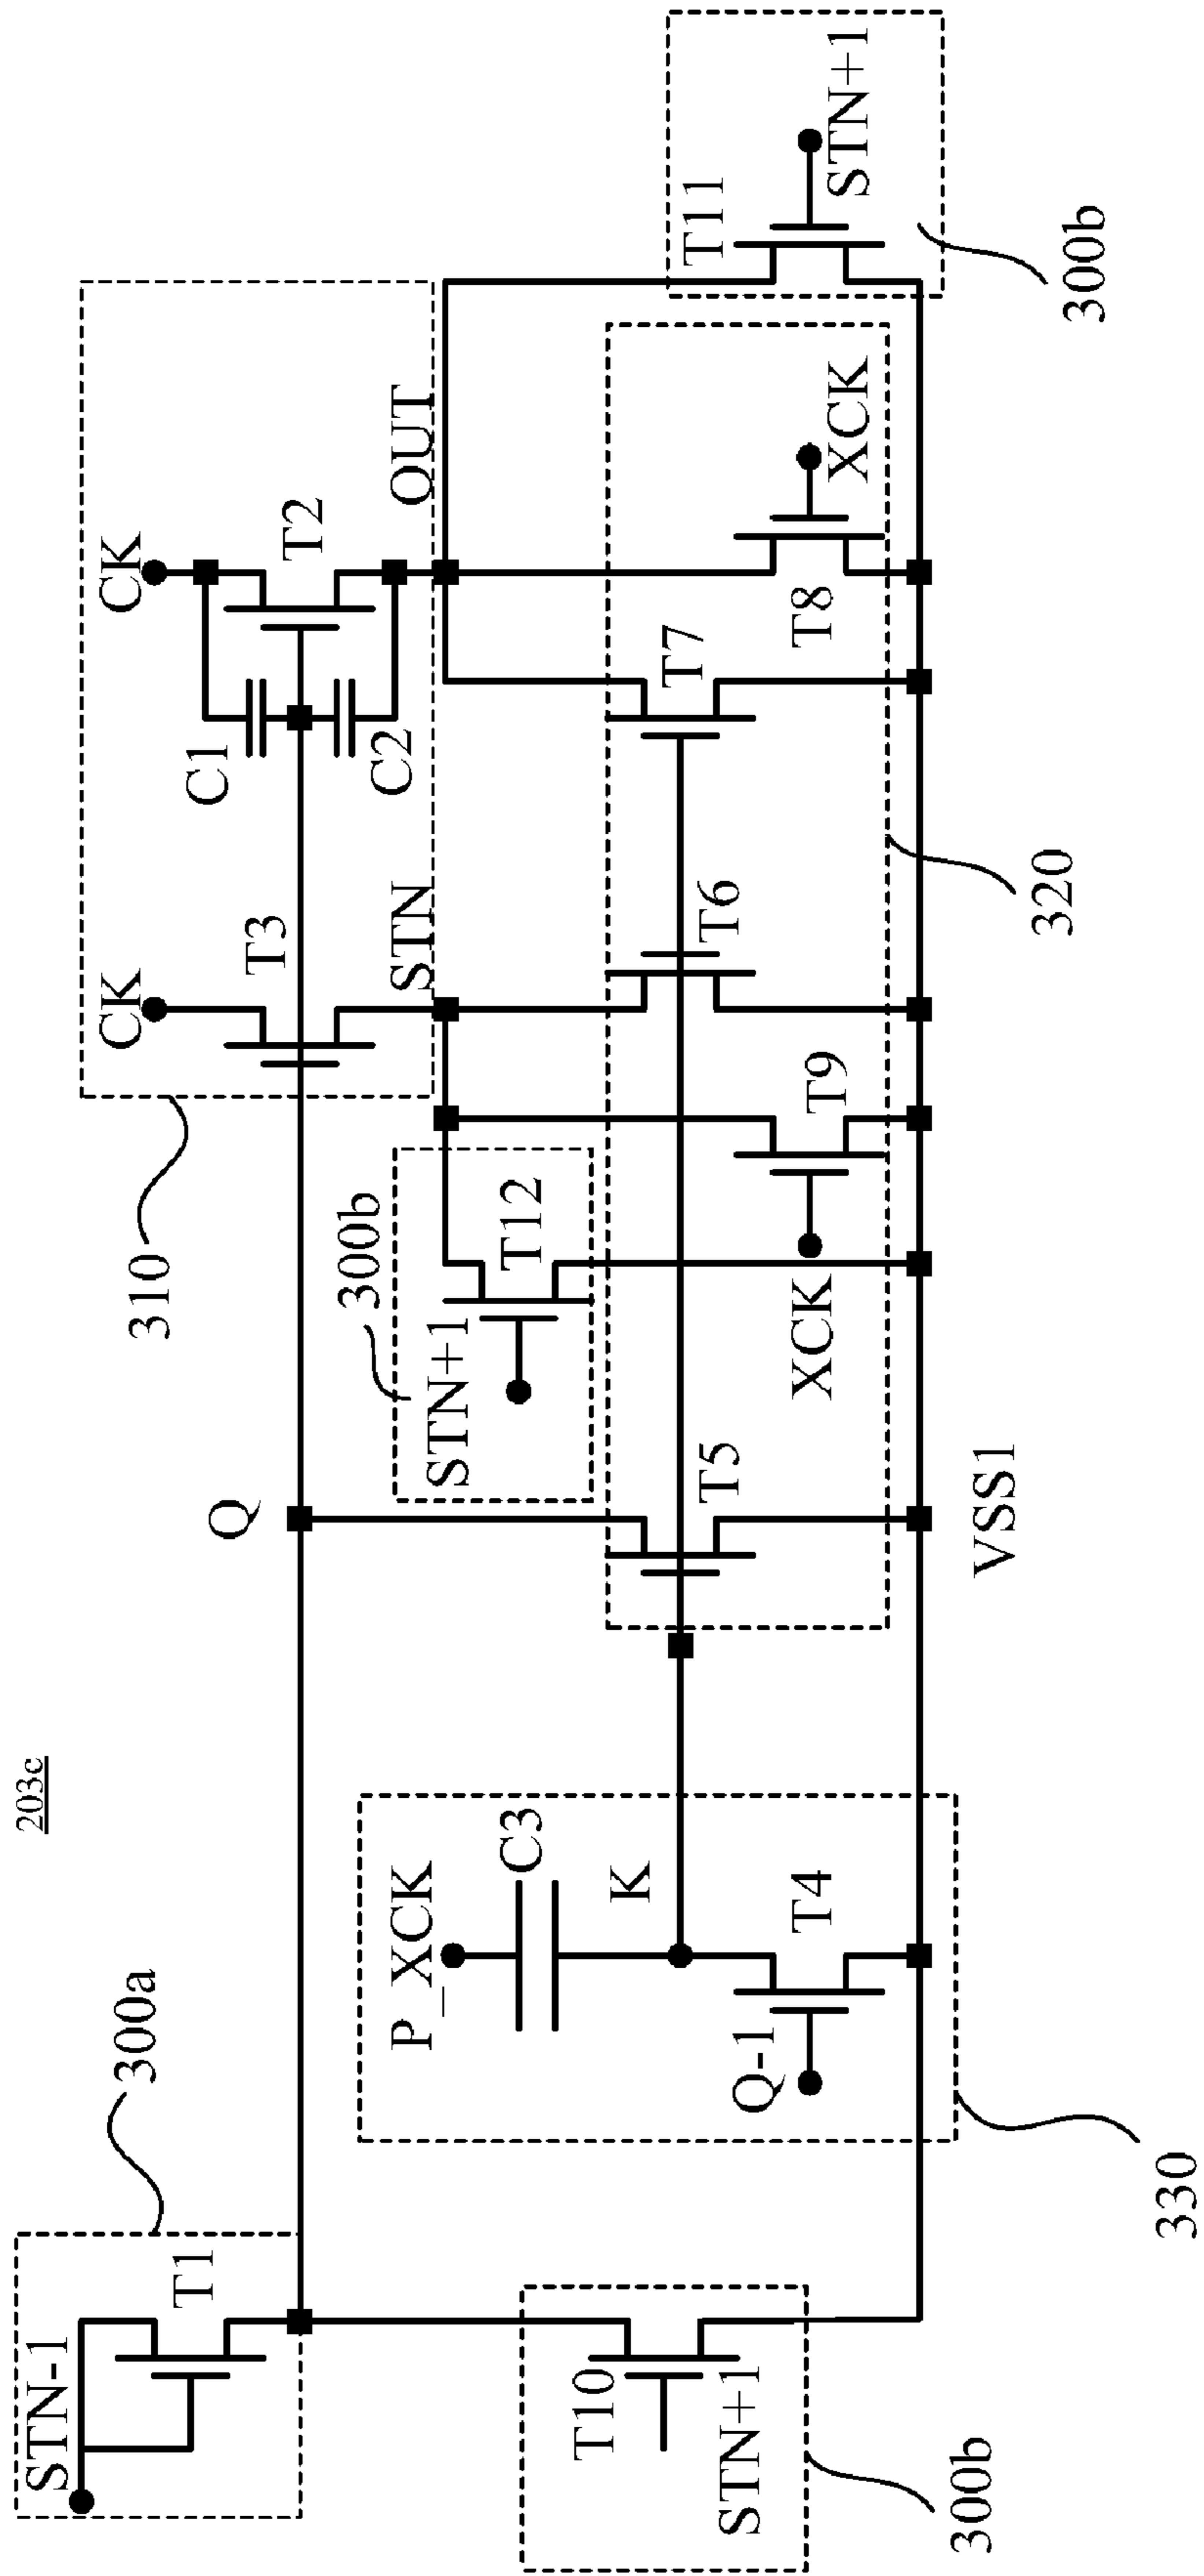 203c
300a
STN-1
T1
T10
STN+1
300b
P_XCK
C3
K
Q-1
T4
330
Q
T5
VSS1
310
300b
STN+1
T12
XCK
T9
CK
T3
STN
T6
320
CK
C1
C2
T2
OUT
T7
T8
XCK
T11
STN+1
300b